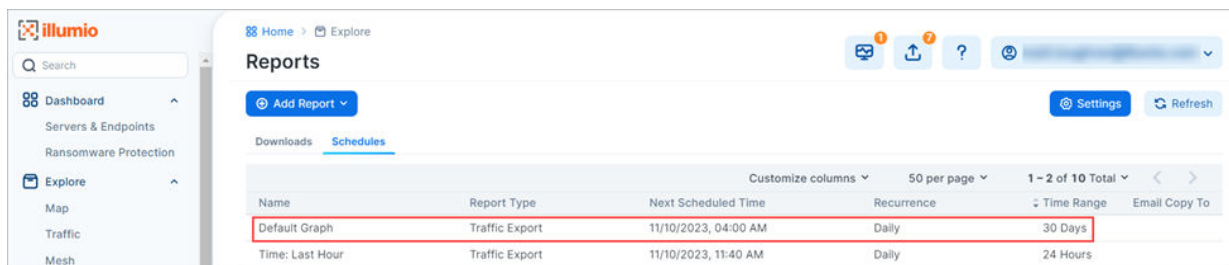 illumio
Search
Dashboard
Servers & Endpoints
Ransomware Protection
Explore
Map
Traffic
Mesh
Home > Explore
Reports
1
7
?
Add Report
Settings
Refresh
Downloads Schedules
Customize columns 50 per page 1 – 2 of 10 Total < >
Name Report Type Next Scheduled Time Recurrence Time Range Email Copy To
Default Graph Traffic Export 11/10/2023, 04:00 AM Daily 30 Days
Time: Last Hour Traffic Export 11/10/2023, 11:40 AM Daily 24 Hours